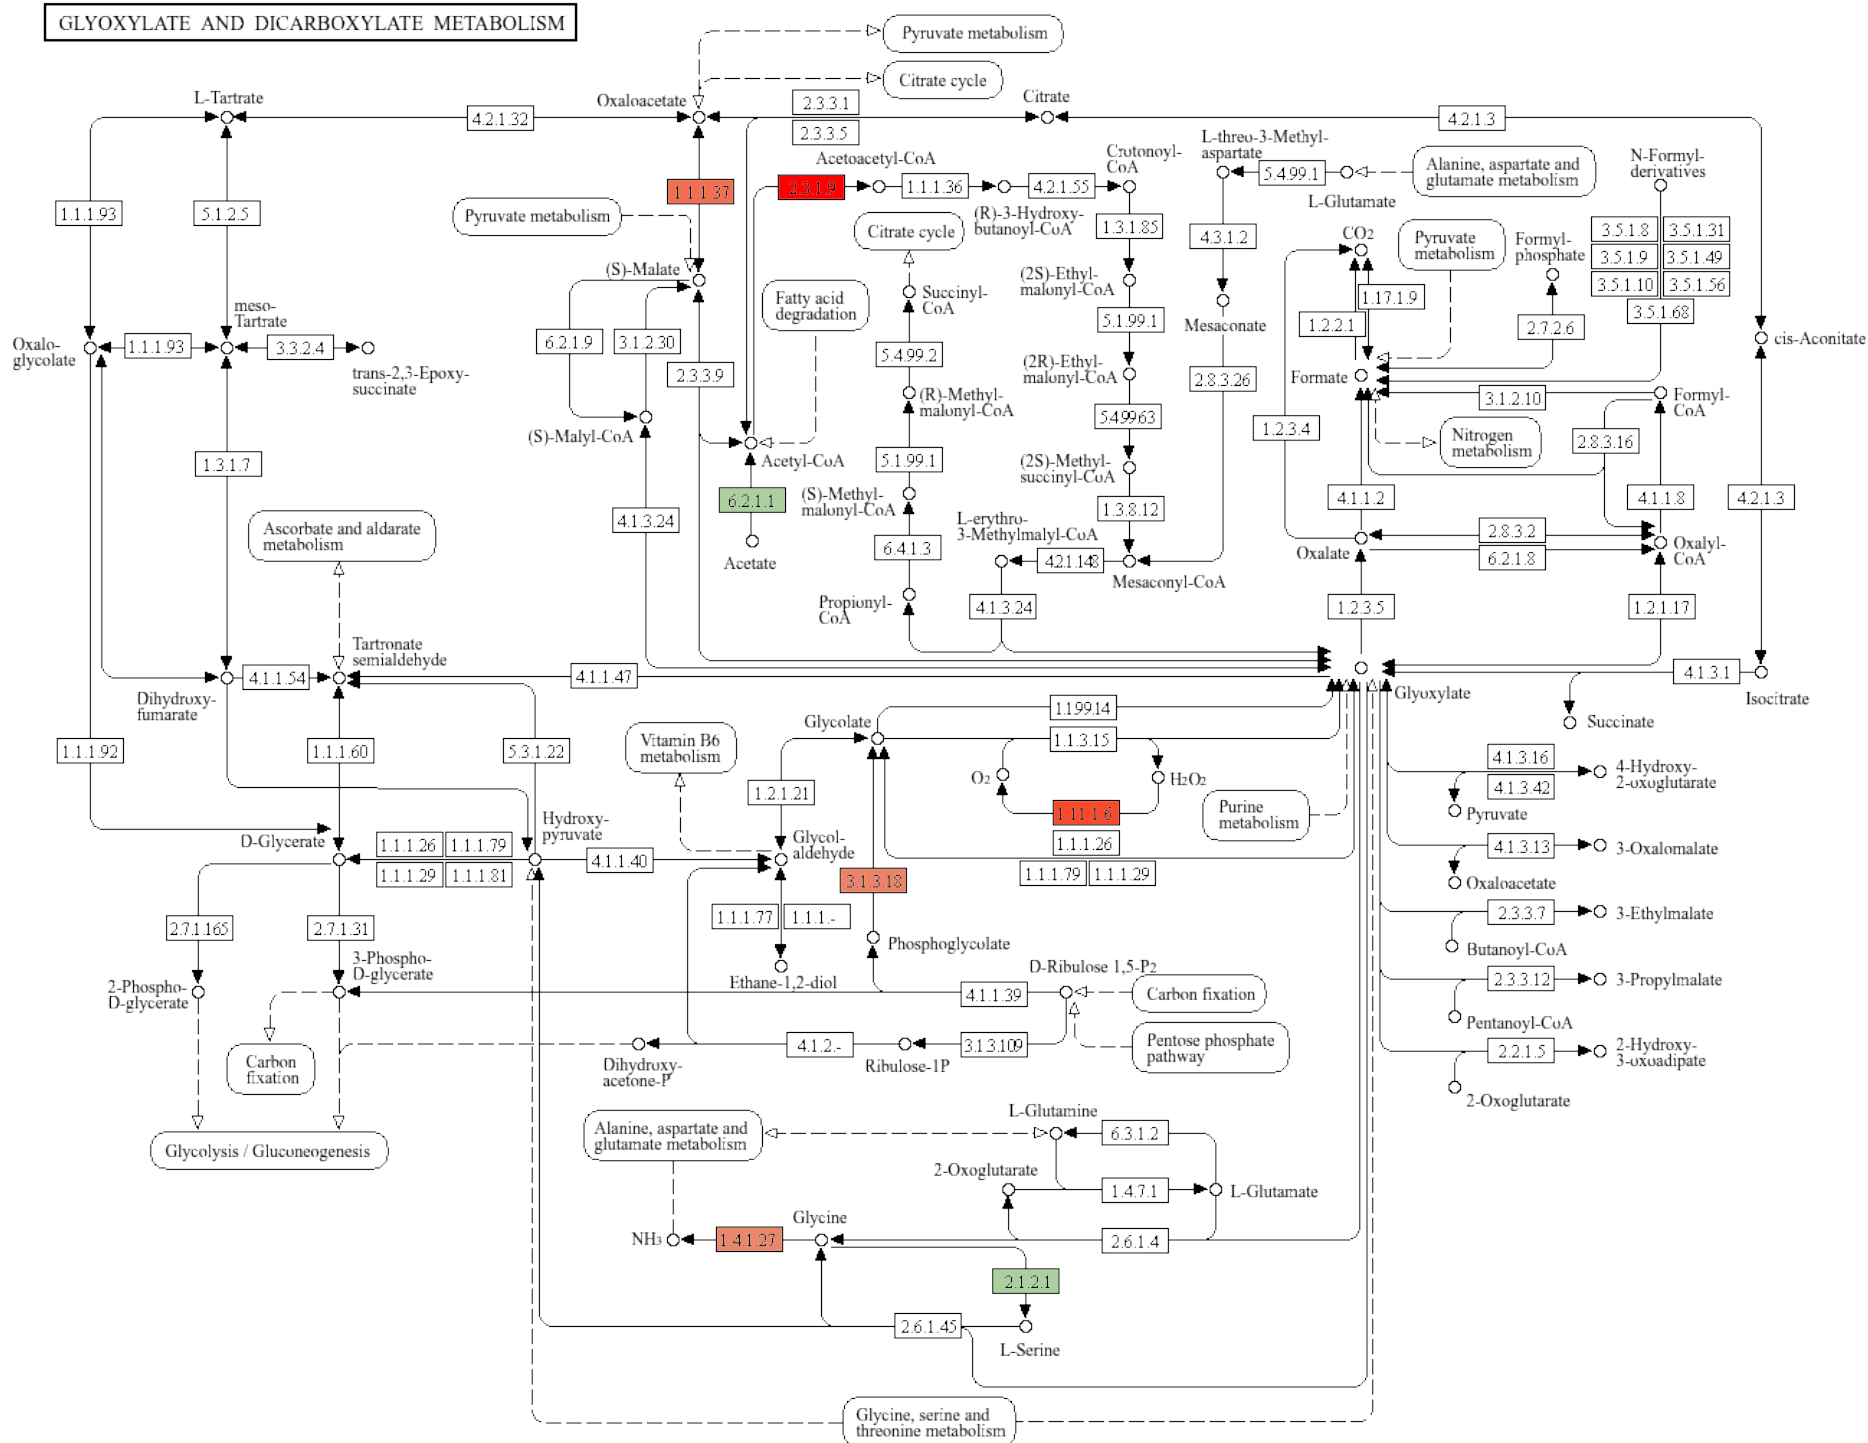 GLYOXYLATE AND DICARBOXYLATE METABOLISM
Pyruvate metabolism
Citrate cycle
L-Tartrate
4.2.1.32
Oxaloacetate
2.3.3.1
2.3.3.5
Citrate
4.2.1.3
Acetoacetyl-CoA
Crotonoyl-
CoA
L-threo-3-Methyl-
aspartate
5.4.99.1
Alanine, aspartate and
glutamate metabolism
N-Formyl-
derivatives
1.1.1.37
2.3.1.9
1.1.1.36
4.2.1.55
L-Glutamate
1.1.1.93
5.1.2.5
Pyruvate metabolism
Citrate cycle
(R)-3-Hydroxy-
butanoyl-CoA
1.3.1.85
4.3.1.2
CO2
Pyruvate
metabolism
Formyl-
phosphate
3.5.1.8
3.5.1.31
3.5.1.9
3.5.1.49
3.5.1.10
3.5.1.56
3.5.1.68
(S)-Malate
Fatty acid
degradation
Succinyl-
CoA
(2S)-Ethyl-
malonyl-CoA
1.17.1.9
1.2.2.1
2.7.2.6
meso-
Tartrate
Oxalo-
glycolate
1.1.1.93
3.3.2.4
trans-2,3-Epoxy-
succinate
6.2.1.9
3.1.2.30
2.3.3.9
5.4.99.2
5.1.99.1
Mesaconate
cis-Aconitate
(2R)-Ethyl-
malonyl-CoA
2.8.3.26
Formate
3.1.2.10
Formyl-
CoA
(R)-Methyl-
malonyl-CoA
(S)-Malyl-CoA
5.4.99.63
1.2.3.4
Nitrogen
metabolism
2.8.3.16
1.3.1.7
Acetyl-CoA
5.1.99.1
(2S)-Methyl-
succinyl-CoA
6.2.1.1
(S)-Methyl-
malonyl-CoA
1.3.8.12
4.1.1.2
4.1.1.8
4.2.1.3
4.1.3.24
Ascorbate and aldarate
metabolism
L-erythro-
3-Methylmalyl-CoA
6.4.1.3
Acetate
4.2.1.148
Mesaconyl-CoA
Oxalate
2.8.3.2
6.2.1.8
Oxalyl-
CoA
Propionyl-
CoA
4.1.3.24
1.2.3.5
1.2.1.17
Tartronate
semialdehyde
4.1.1.54
4.1.1.47
Dihydroxy-
fumarate
Glyoxylate
4.1.3.1
Isocitrate
Succinate
1.1.99.14
Glycolate
1.1.1.92
1.1.1.60
5.3.1.22
Vitamin B6
metabolism
1.1.3.15
O2
H2O2
1.2.1.21
4.1.3.16
4.1.3.42
4-Hydroxy-
2-oxoglutarate
Pyruvate
1.11.1.6
Purine
metabolism
D-Glycerate
Hydroxy-
pyruvate
Glycol-
aldehyde
1.1.1.26
1.1.1.26
1.1.1.79
4.1.1.40
1.1.1.29
1.1.1.81
1.1.1.79
1.1.1.29
4.1.3.13
3-Oxalomalate
Oxaloacetate
3.1.3.18
2.7.1.165
2.7.1.31
1.1.1.77
1.1.1.-
2.3.3.7
3-Ethylmalate
Butanoyl-CoA
Phosphoglycolate
3-Phospho-
D-glycerate
2-Phospho-
D-glycerate
Ethane-1,2-diol
D-Ribulose 1,5-P2
4.1.1.39
Carbon fixation
2.3.3.12
3-Propylmalate
Pentanoyl-CoA
Carbon
fixation
Dihydroxy-
acetone-P
4.1.2.-
Ribulose-1P
3.1.3.109
Pentose phosphate
pathway
2.2.1.5
2-Hydroxy-
3-oxoadipate
2-Oxoglutarate
Glycolysis / Gluconeogenesis
Alanine, aspartate and
glutamate metabolism
L-Glutamine
6.3.1.2
2-Oxoglutarate
1.4.7.1
L-Glutamate
NH3
1.4.1.27
Glycine
2.6.1.4
2.1.2.1
2.6.1.45
L-Serine
Glycine, serine and
threonine metabolism